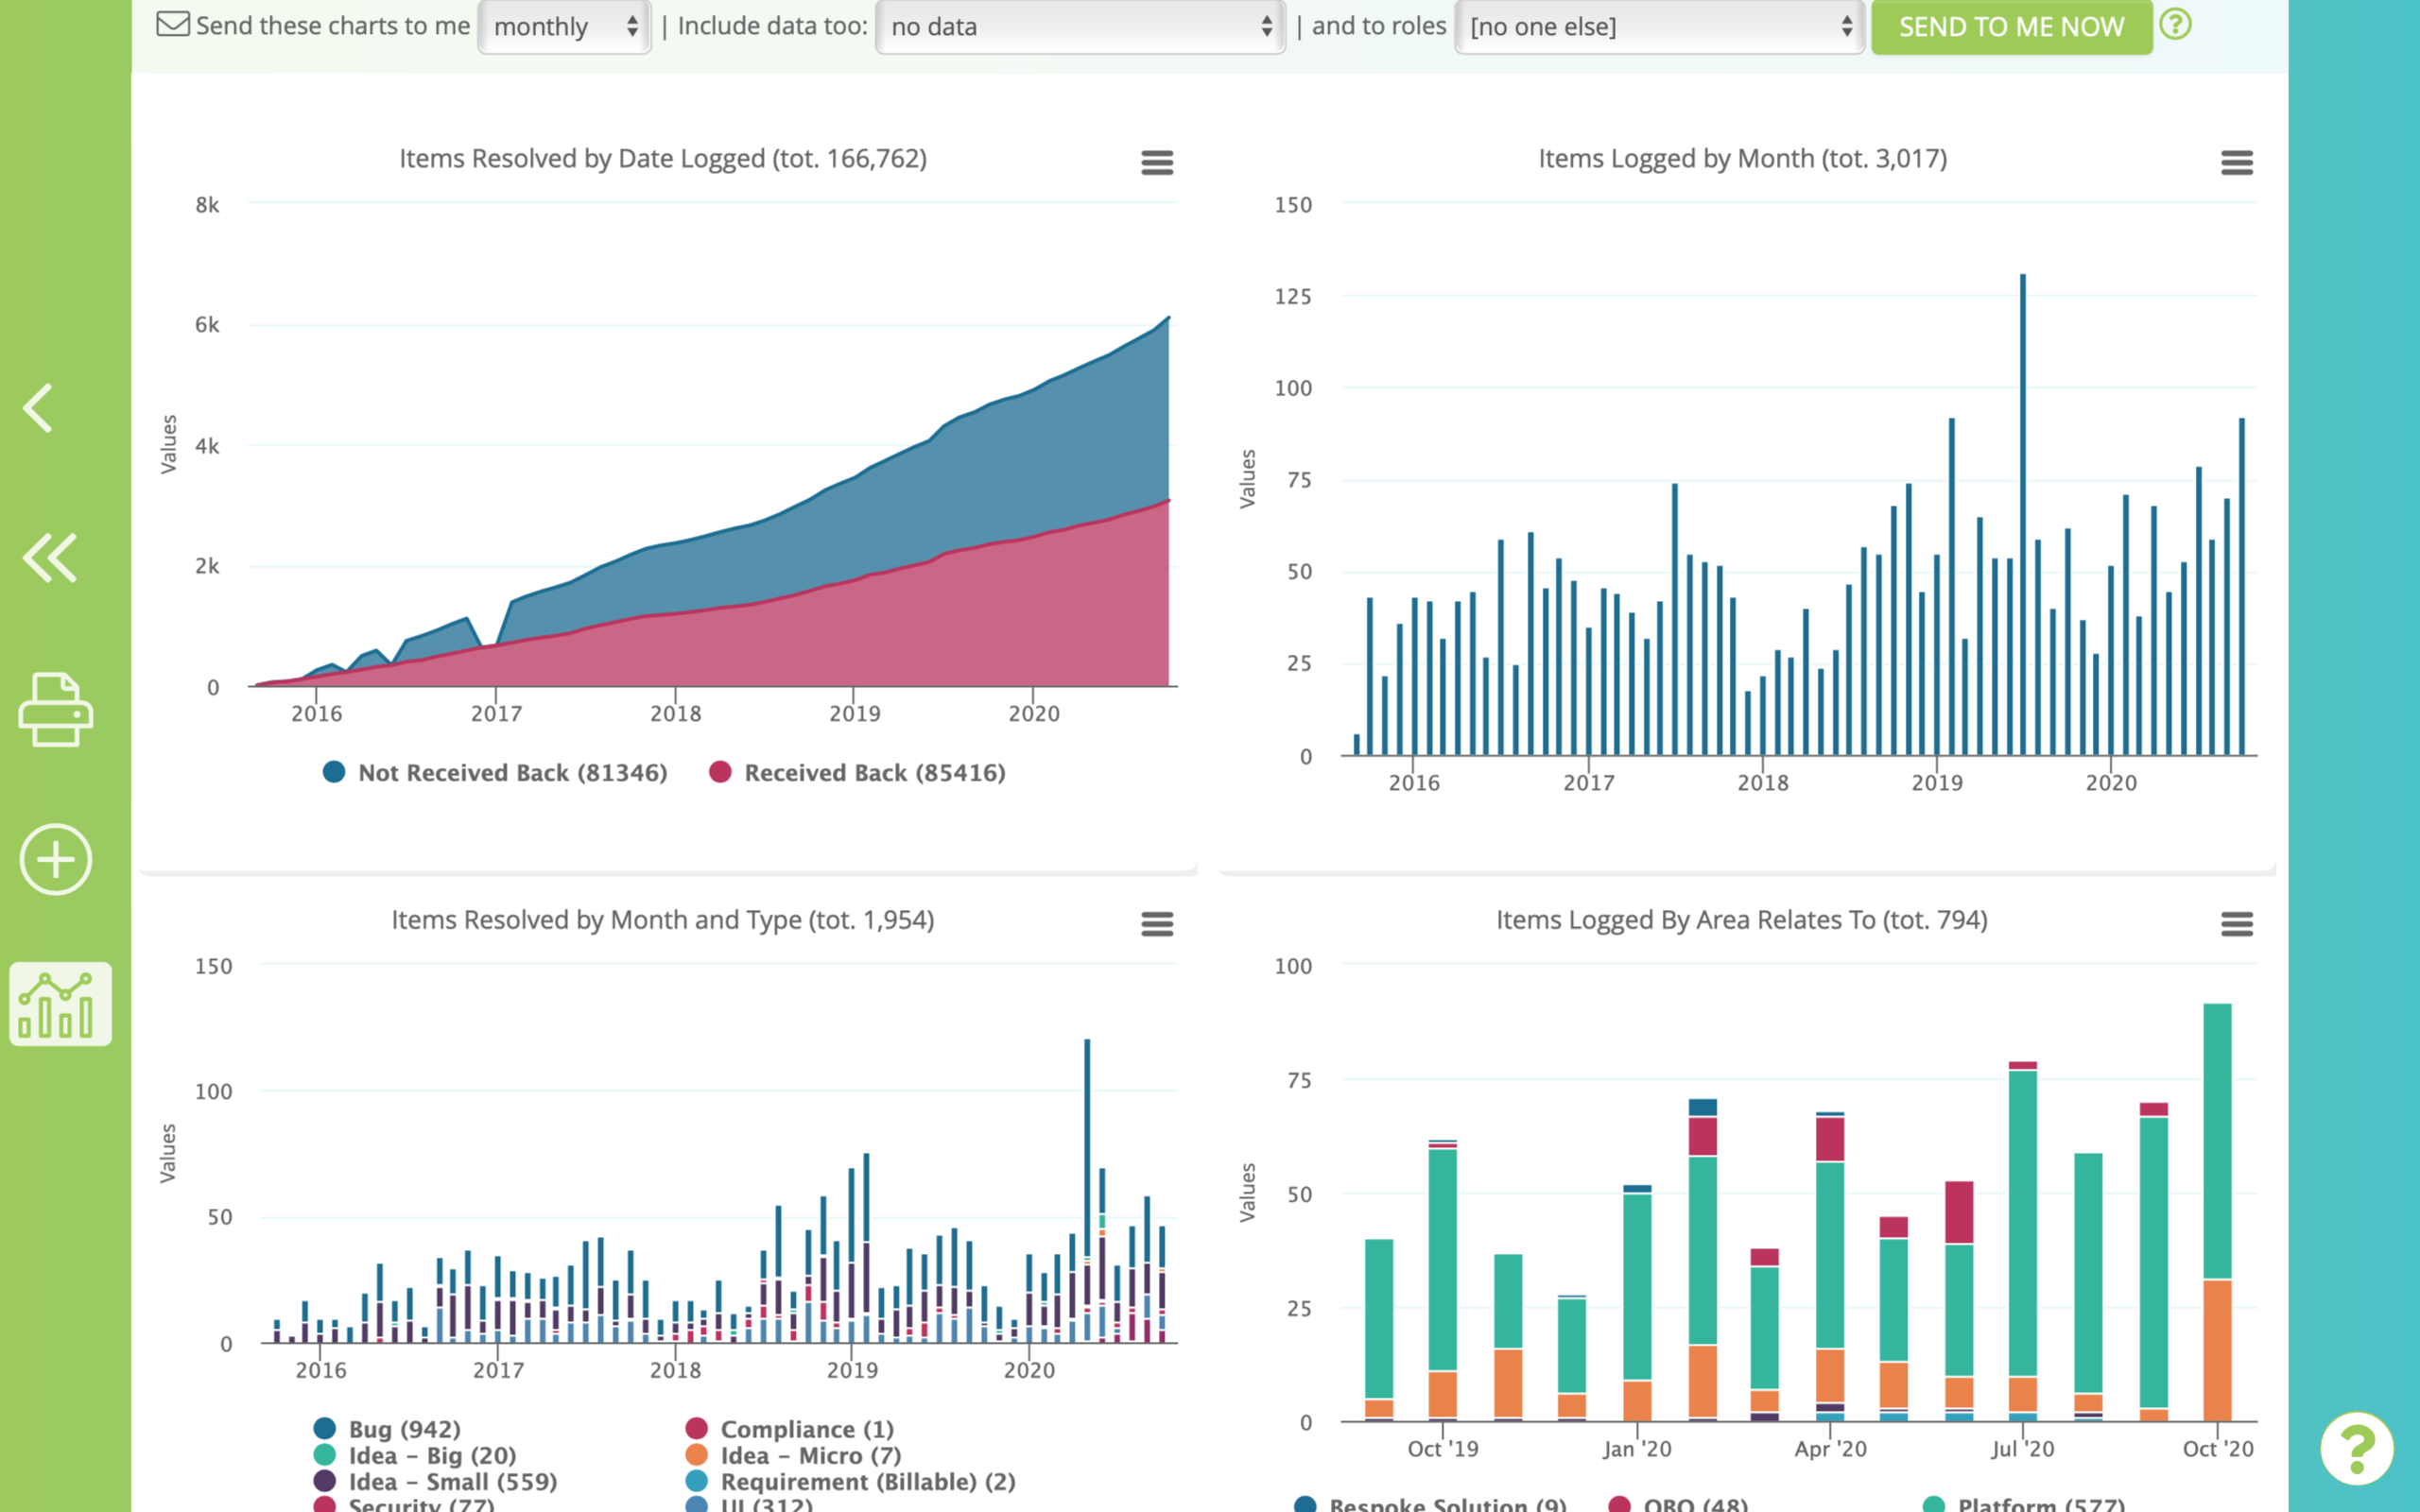 Send these charts to me monthly | Include data too: no data | and to roles [no one else] SEND TO ME NOW ?
Items Resolved by Date Logged (tot. 166,762)
8k
6k
4k
2k
0
Values
2016 2017 2018 2019 2020
Not Received Back (81346) Received Back (85416)
Items Logged by Month (tot. 3,017)
150
125
100
75
50
25
0
Values
2016 2017 2018 2019 2020
Items Resolved by Month and Type (tot. 1,954)
150
100
50
0
Values
2016 2017 2018 2019 2020
Bug (942) Compliance (1)
Idea – Big (20) Idea – Micro (7)
Idea – Small (559) Requirement (Billable) (2)
Security (77) UI (312)
Items Logged By Area Relates To (tot. 794)
100
75
50
25
0
Values
Oct '19 Jan '20 Apr '20 Jul '20 Oct '20
Bespoke Solution (9) OBO (48) Platform (577)
?